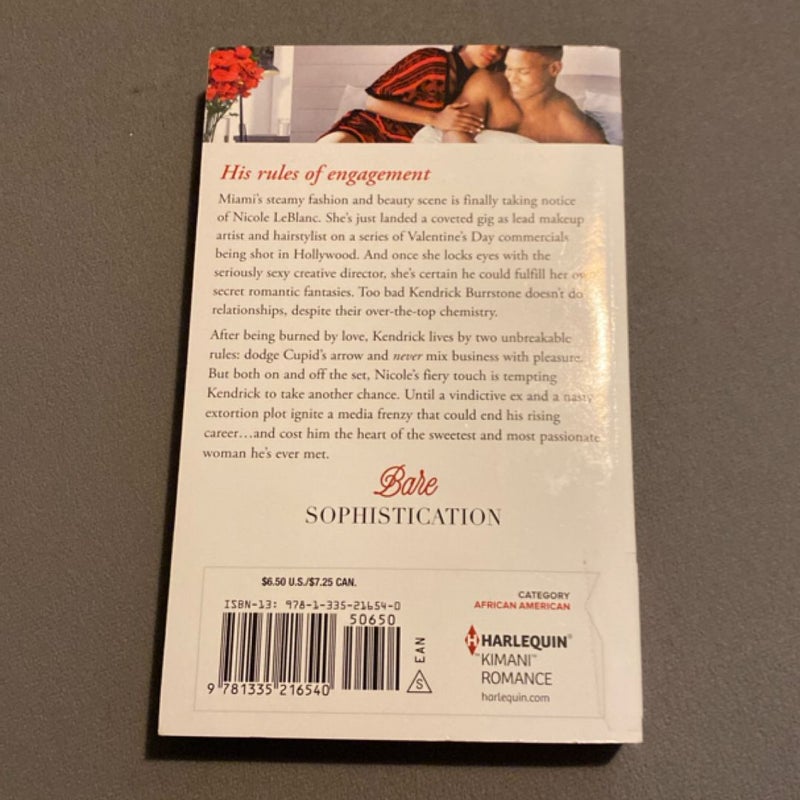 His rules of engagement
Miami's steamy fashion and beauty scene is finally taking notice
of Nicole LeBlanc. She's just landed a coveted gig as lead makeup
artist and hairstylist on a series of Valentine's Day commercials
being shot in Hollywood. And once she locks eyes with the
seriously sexy creative director, she's certain he could fulfill her own
secret romantic fantasies. Too bad Kendrick Burrstone doesn't do
relationships, despite their over-the-top chemistry.
After being burned by love, Kendrick lives by two unbreakable
rules: dodge Cupid's arrow and never mix business with pleasure.
But both on and off the set, Nicole's fiery touch is tempting
Kendrick to take another chance. Until a vindictive ex and a nasty
extortion plot ignite a media frenzy that could end his rising
career…and cost him the heart of the sweetest and most passionate
woman he's ever met.
Bare
SOPHISTICATION
$6.50 U.S./$7.25 CAN.
ISBN-13: 978-1-335-21654-0
50650
9 781335 216540
EAN
S
CATEGORY
AFRICAN AMERICAN
H HARLEQUIN®
™KIMANI™
ROMANCE
harlequin.com